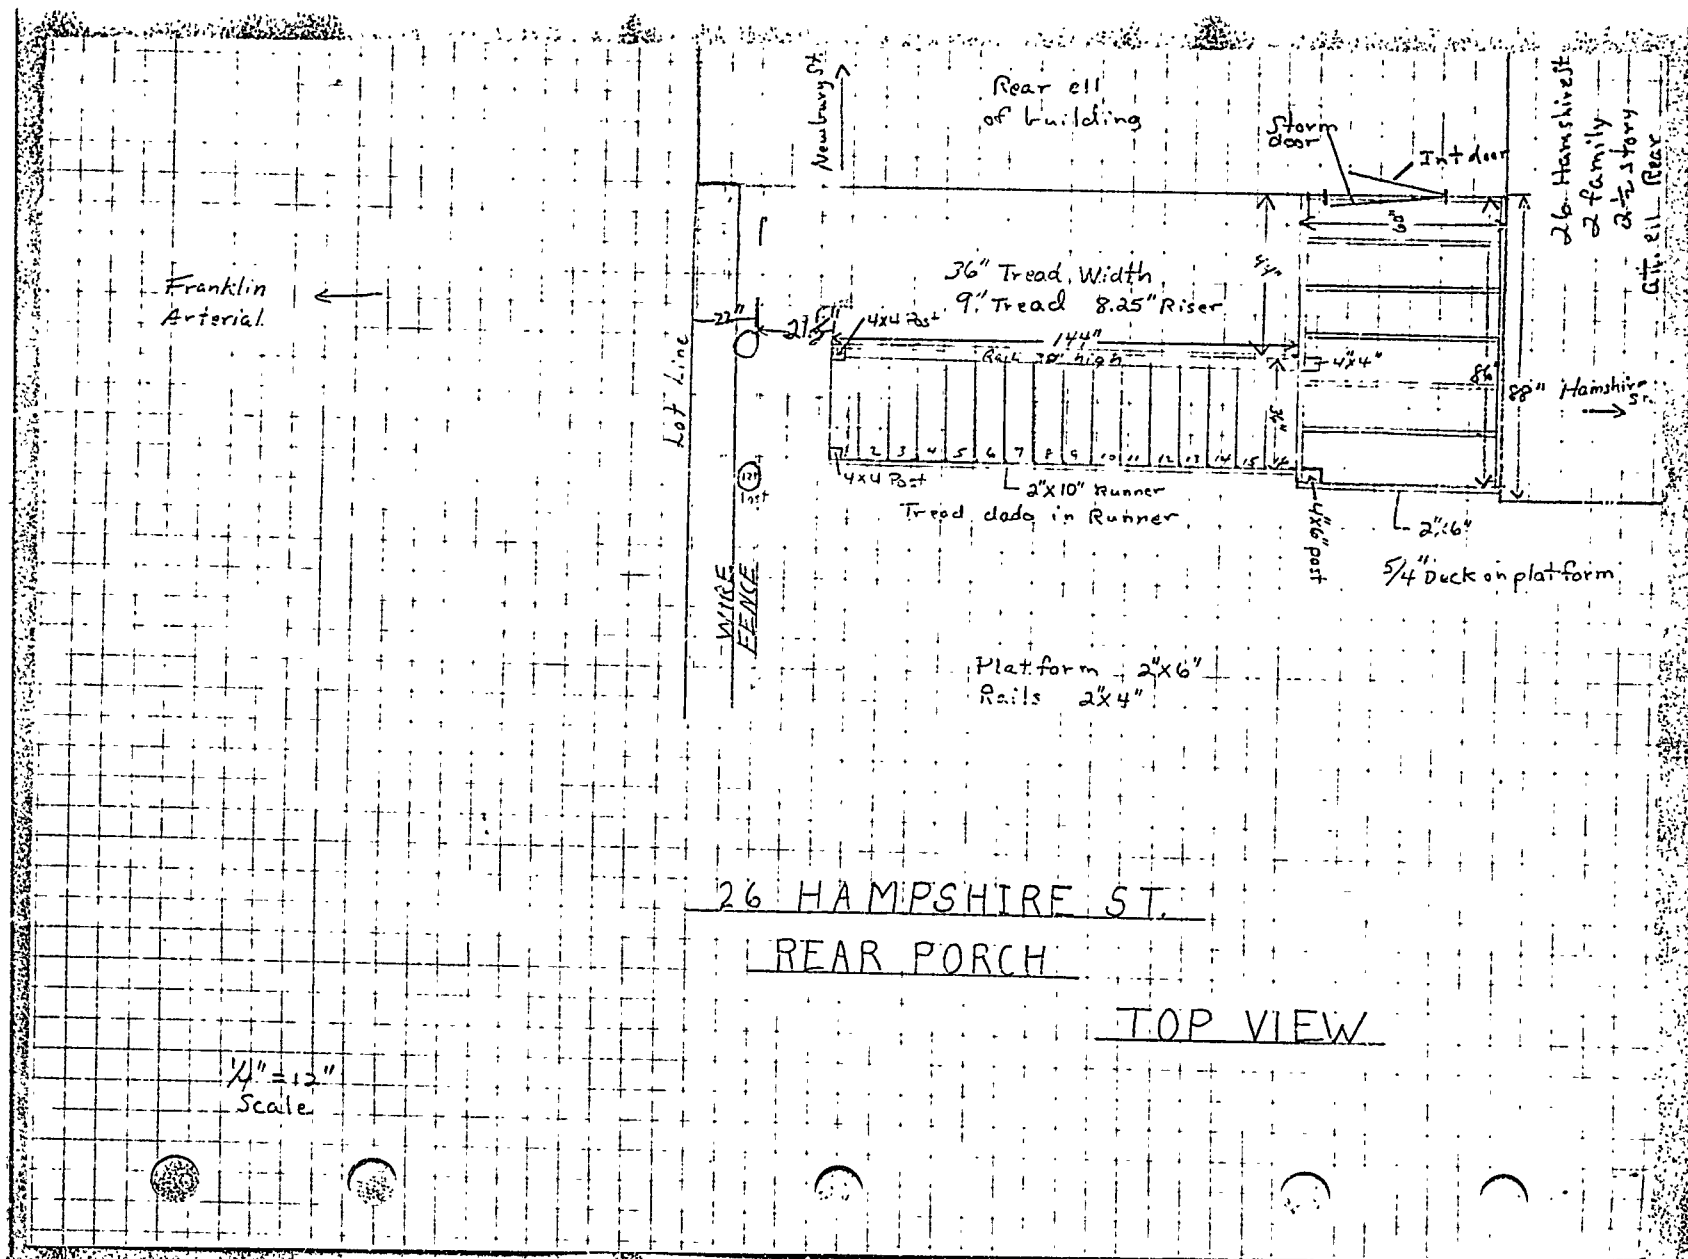 Newbury St
Rear ell
of building
Storm
door
Int door
26 Hamshire St
2 family
2 1/2 story
Rear
Franklin
Arterial
60"
36" Tread Width
9" Tread 8.25" Riser
22"
4x4 Post
144"
Rail high
4"x4"
86"
88"
Hamshire
St.
36"
Lot Line
1 2 3 4 5 6 7 8 9 10 11 12 13 14 15 16
4x4 Post
2"x10" Runner
Tread dado in Runner
4x6" post
2"x6"
5/4" Deck on platform
WIRE
FENCE
Platform 2"x6"
Rails 2"x4"
26 HAMPSHIRE ST.
REAR PORCH
TOP VIEW
1/4" = 12"
Scale